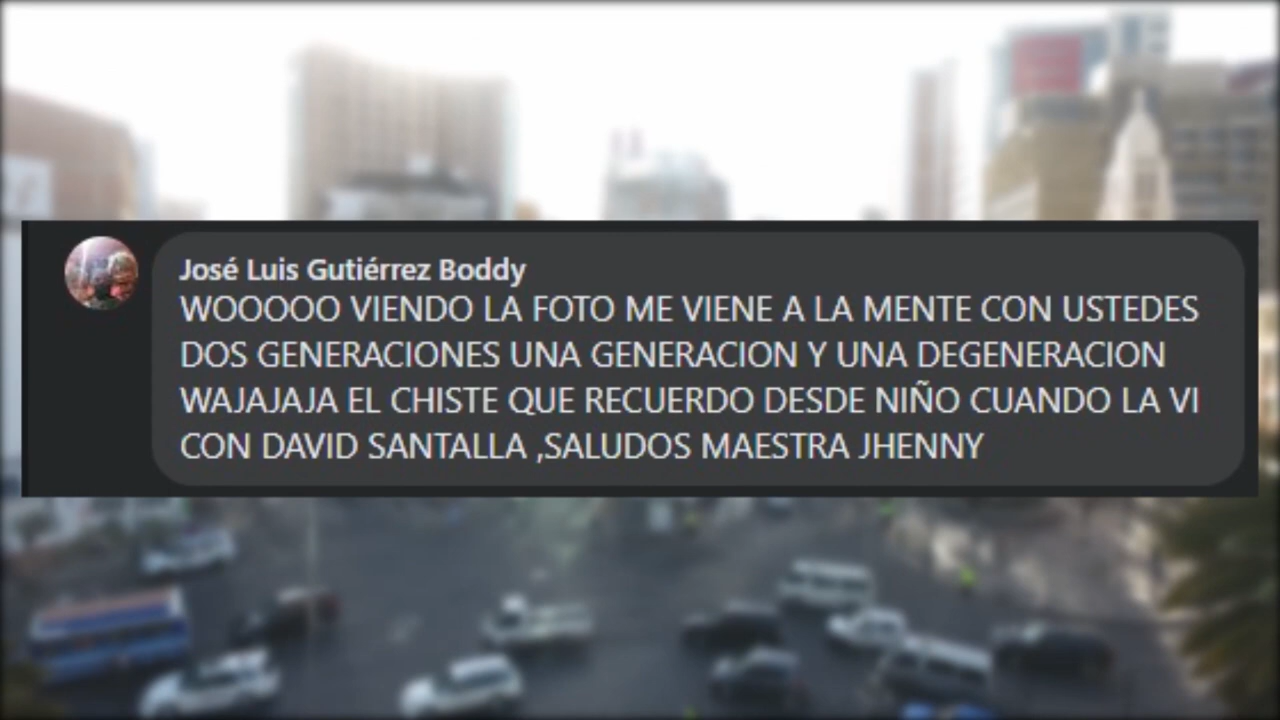 José Luis Gutiérrez Boddy
WOOOOO VIENDO LA FOTO ME VIENE A LA MENTE CON USTEDES
DOS GENERACIONES UNA GENERACION Y UNA DEGENERACION
WAJAJAJA EL CHISTE QUE RECUERDO DESDE NIÑO CUANDO LA VI
CON DAVID SANTALLA ,SALUDOS MAESTRA JHENNY